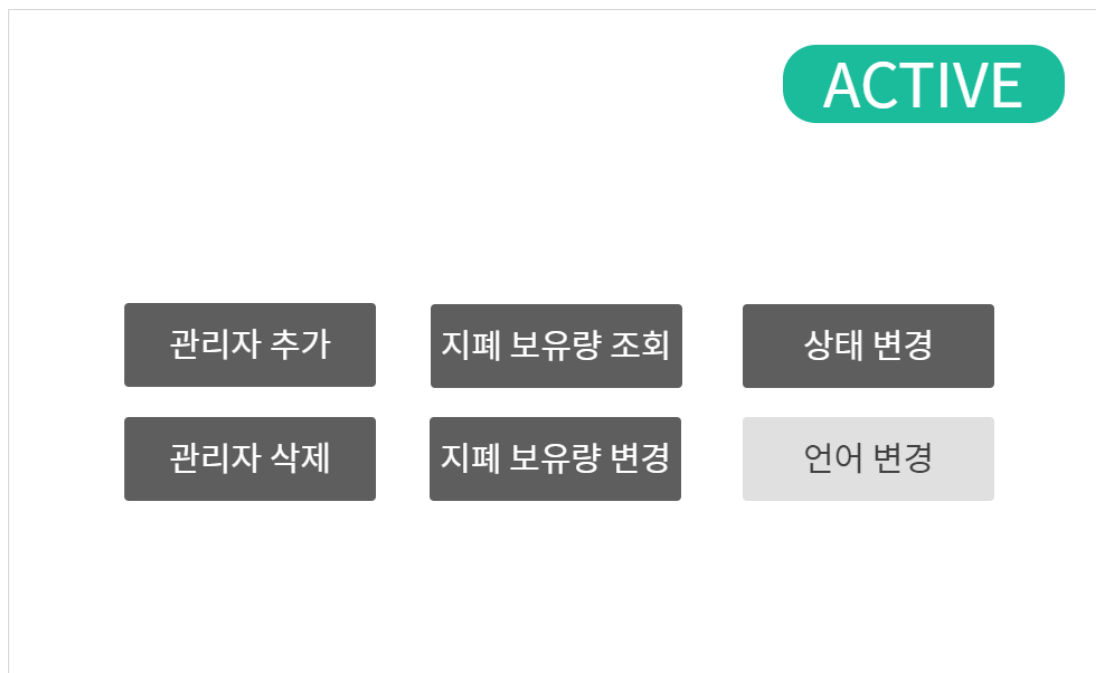 ACTIVE
관리자 추가
지폐 보유량 조회
상태 변경
관리자 삭제
지폐 보유량 변경
언어 변경